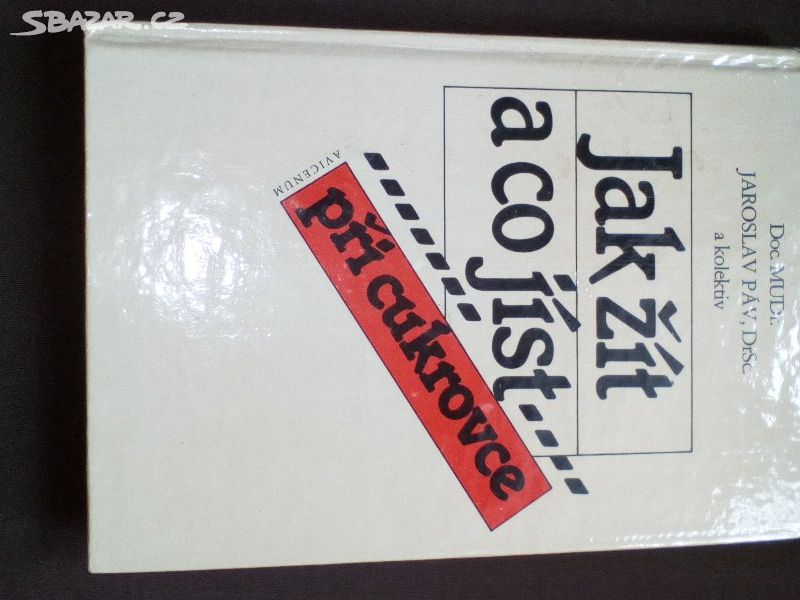 SBAZAR.CZ
Doc. MUDr.
JAROSLAV PÁV, DrSc.
a kolektiv
Jak žít
a co jíst
při cukrovce
AVICENUM